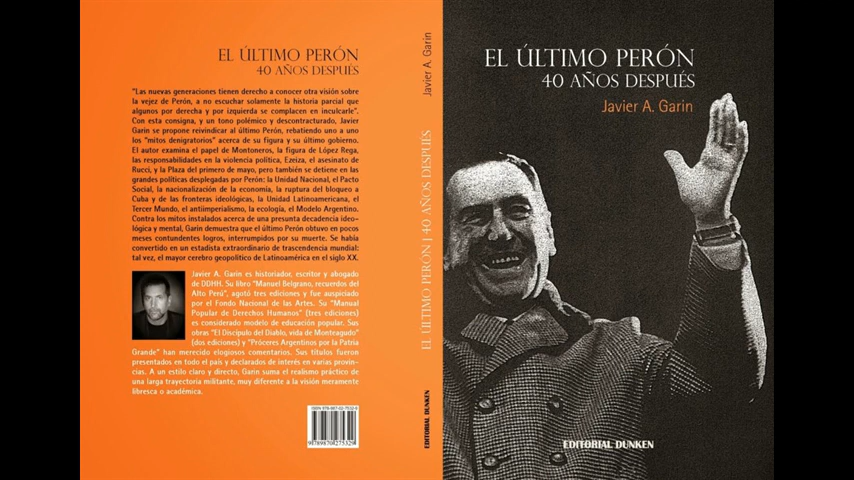 EL ÚLTIMO PERÓN
40 AÑOS DESPUÉS
"Las nuevas generaciones tienen derecho a conocer otra visión sobre
la vejez de Perón, a no escuchar solamente la historia parcial que
algunos por derecha y por izquierda se complacen en inculcarle".
Con esta consigna, y un tono polémico y descontracturado, Javier
Garin se propone reivindicar al último Perón, rebatiendo uno a uno
los "mitos denigratorios" acerca de su figura y su último gobierno.
El autor examina el papel de Montoneros, la figura de López Rega,
las responsabilidades en la violencia política, Ezeiza, el asesinato de
Rucci, y la Plaza del primero de mayo, pero también se detiene en las
grandes políticas desplegadas por Perón: la Unidad Nacional, el Pacto
Social, la nacionalización de la economía, la ruptura del bloqueo a
Cuba y de las fronteras ideológicas, la Unidad Latinoamericana, el
Tercer Mundo, el antiimperialismo, la ecología, el Modelo Argentino.
Contra los mitos instalados acerca de una presunta decadencia ideo-
lógica y mental, Garin demuestra que el último Perón obtuvo en pocos
meses contundentes logros, interrumpidos por su muerte. Se había
convertido en un estadista extraordinario de trascendencia mundial:
tal vez, el mayor cerebro geopolítico de Latinoamérica en el siglo XX.
Javier A. Garin es historiador, escritor y abogado
de DDHH. Su libro "Manuel Belgrano, recuerdos del
Alto Perú", agotó tres ediciones y fue auspiciado
por el Fondo Nacional de las Artes. Su "Manual
Popular de Derechos Humanos" (tres ediciones)
es considerado modelo de educación popular. Sus
obras "El Discípulo del Diablo, vida de Monteagudo"
(dos ediciones) y "Próceres Argentinos por la Patria
Grande" han merecido elogiosos comentarios. Sus títulos fueron
presentados en todo el país y declarados de interés en varias provin-
cias. A un estilo claro y directo, Garin suma el realismo práctico de
una larga trayectoria militante, muy diferente a la visión meramente
libresca o académica.
ISBN 978-987-02-7532-9
9789870275329
EL ÚLTIMO PERÓN | 40 AÑOS DESPUÉS
Javier A. Garin
EDITORIAL DUNKEN
EL ÚLTIMO PERÓN
40 AÑOS DESPUÉS
Javier A. Garin
EDITORIAL DUNKEN